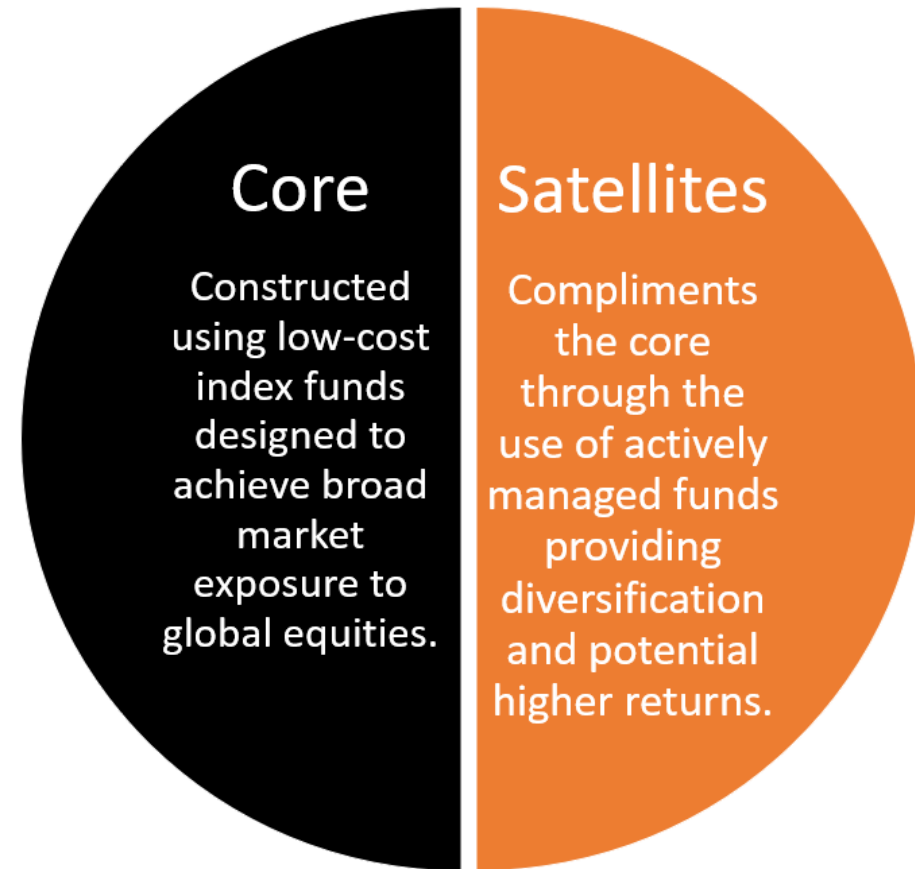 Core
Constructed
using low-cost
index funds
designed to
achieve broad
market
exposure to
global equities.
Satellites
Compliments
the core
through the
use of actively
managed funds
providing
diversification
and potential
higher returns.